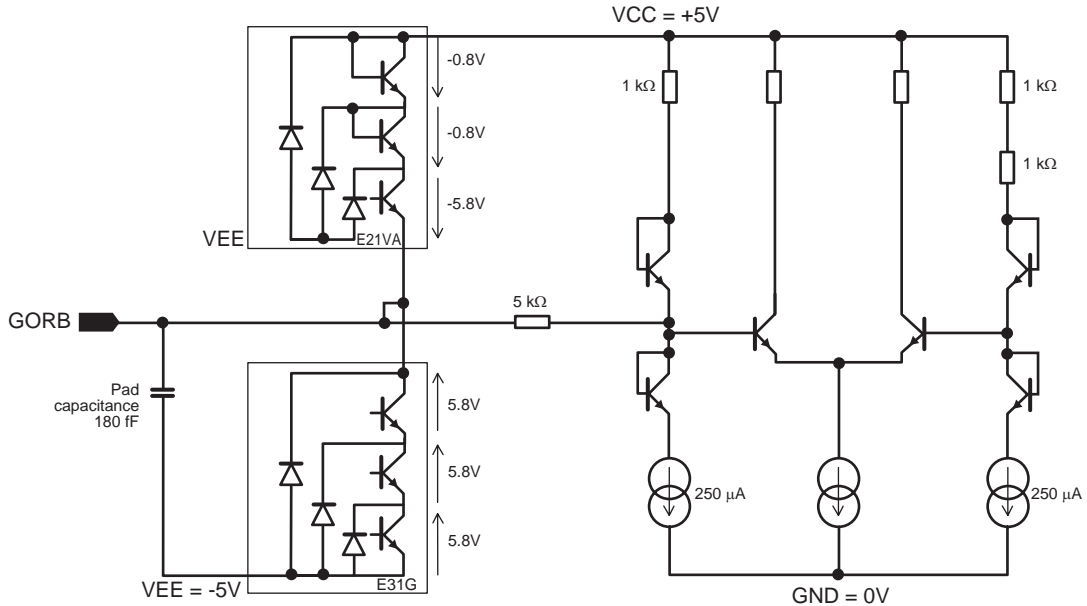 VCC = +5V
-0.8V
1 kΩ
1 kΩ
-0.8V
1 kΩ
-5.8V
VEE
E21VA
5 kΩ
GORB
Pad
capacitance
180 fF
5.8V
5.8V
250 μA
250 μA
5.8V
VEE = -5V
E31G
GND = 0V